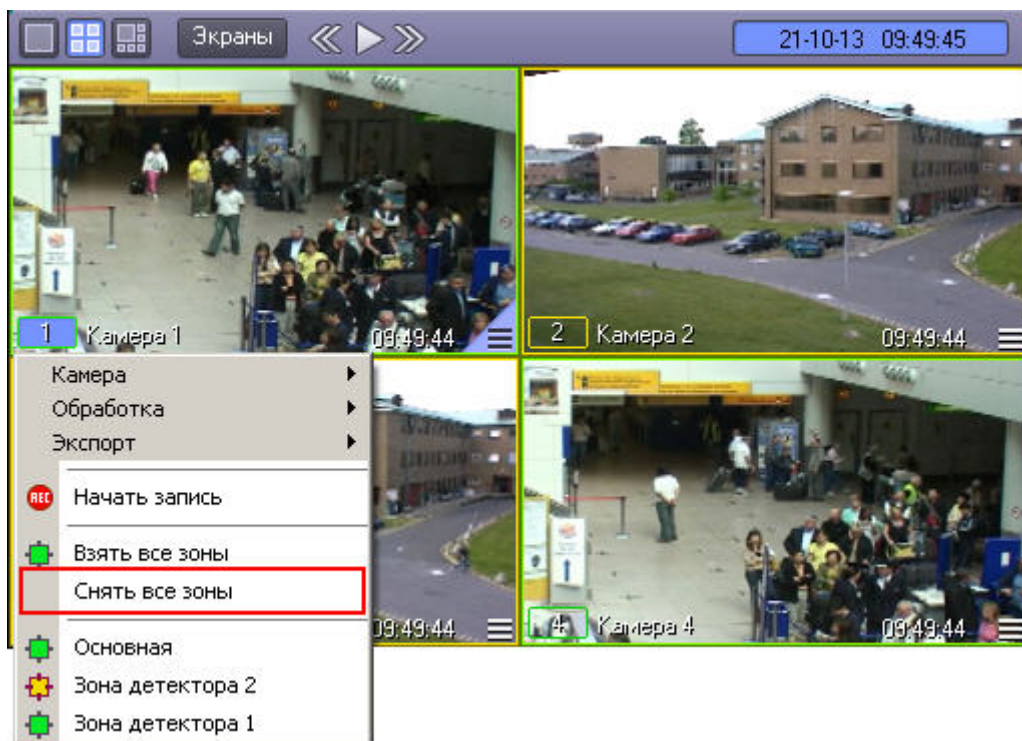 Экраны
21-10-13 09:49:45
1 Камера 1 09:49:44
2 Камера 2 09:49:44
Камера
Обработка
Экспорт
REC Начать запись
Взять все зоны
Снять все зоны
Основная
Зона детектора 2
Зона детектора 1
09:49:44
4 Камера 4 09:49:44